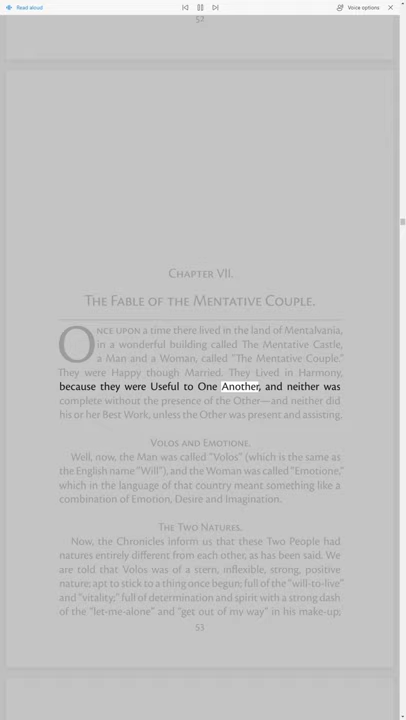 Read aloud
Voice options
52
CHAPTER VII.
THE FABLE OF THE MENTATIVE COUPLE.
ONCE UPON a time there lived in the land of Mentalvania,
in a wonderful building called The Mentative Castle,
a Man and a Woman, called "The Mentative Couple."
They were Happy though Married. They Lived in Harmony,
because they were Useful to One Another, and neither was
complete without the presence of the Other—and neither did
his or her Best Work, unless the Other was present and assisting.
VOLOS AND EMOTIONE.
Well, now, the Man was called "Volos" (which is the same as
the English name "Will"), and the Woman was called "Emotione,"
which in the language of that country meant something like a
combination of Emotion, Desire and Imagination.
THE TWO NATURES.
Now, the Chronicles inform us that these Two People had
natures entirely different from each other, as has been said. We
are told that Volos was of a stern, inflexible, strong, positive
nature; apt to stick to a thing once begun; full of the "will-to-live"
and "vitality;" full of determination and spirit with a strong dash
of the "let-me-alone" and "get out of my way" in his make-up;
53